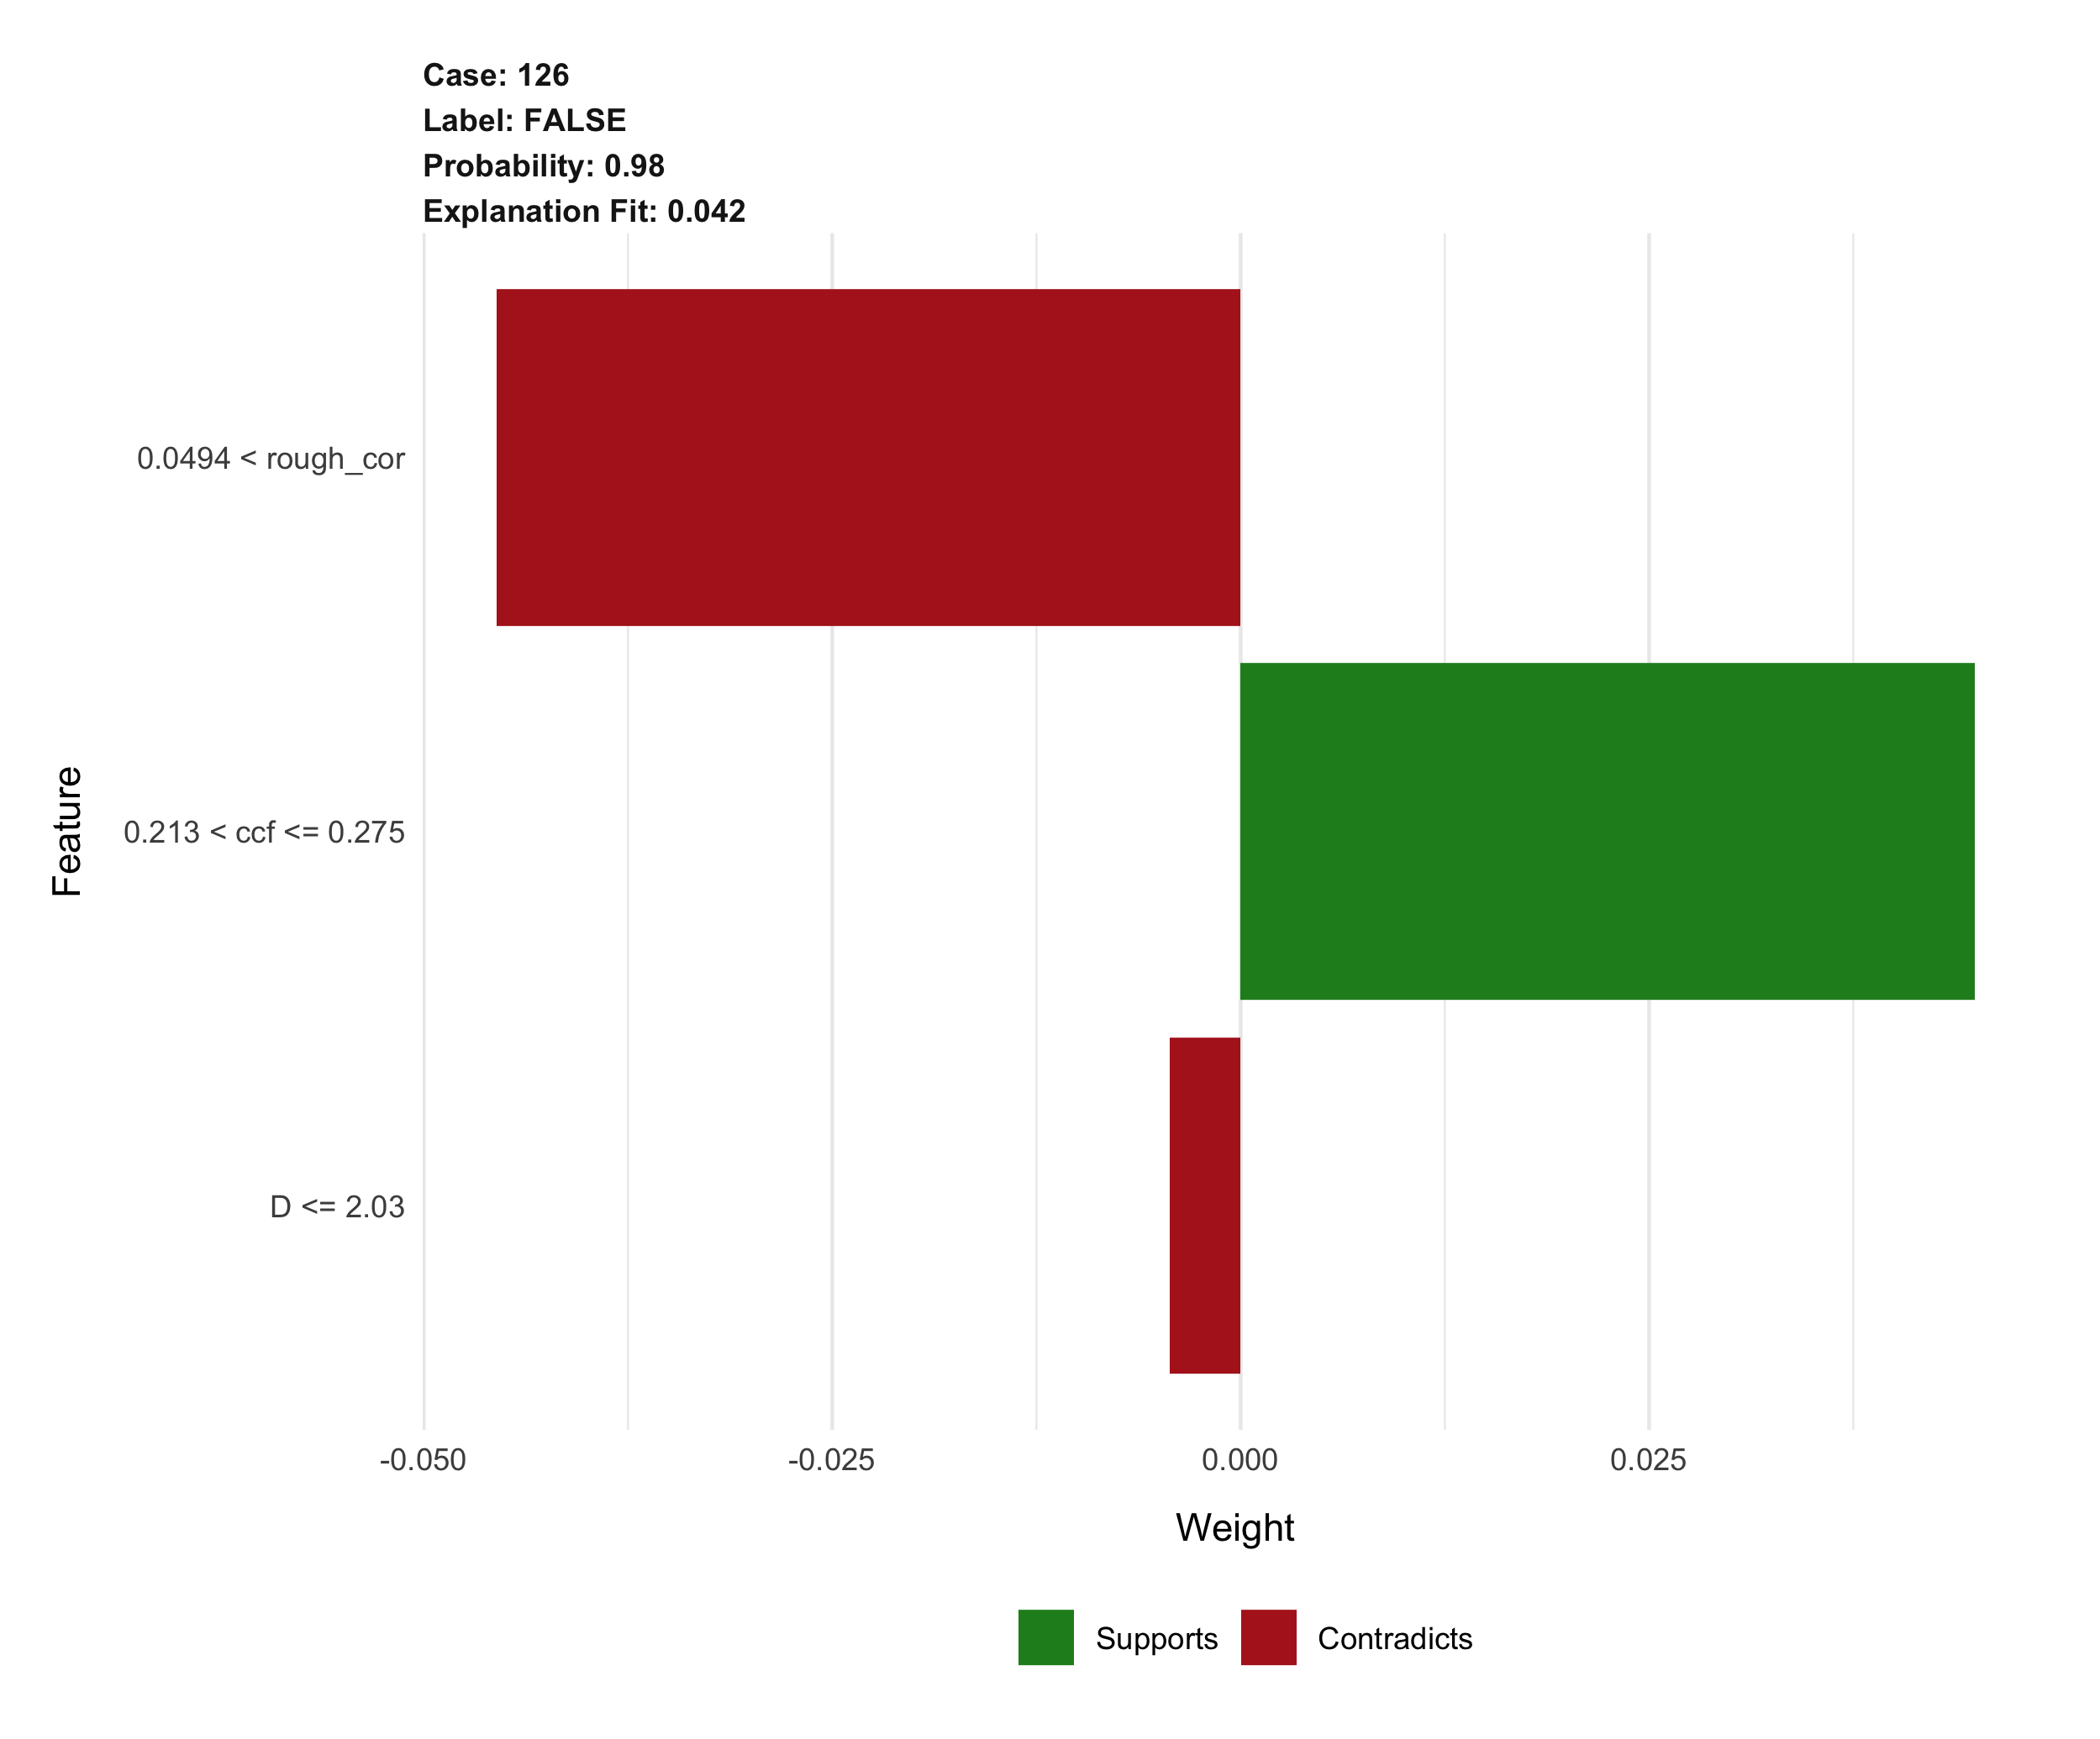 Case: 126
Label: FALSE
Probability: 0.98
Explanation Fit: 0.042
Feature
0.0494 < rough_cor
0.213 < ccf <= 0.275
D <= 2.03
-0.050 -0.025 0.000 0.025
Weight
Supports Contradicts